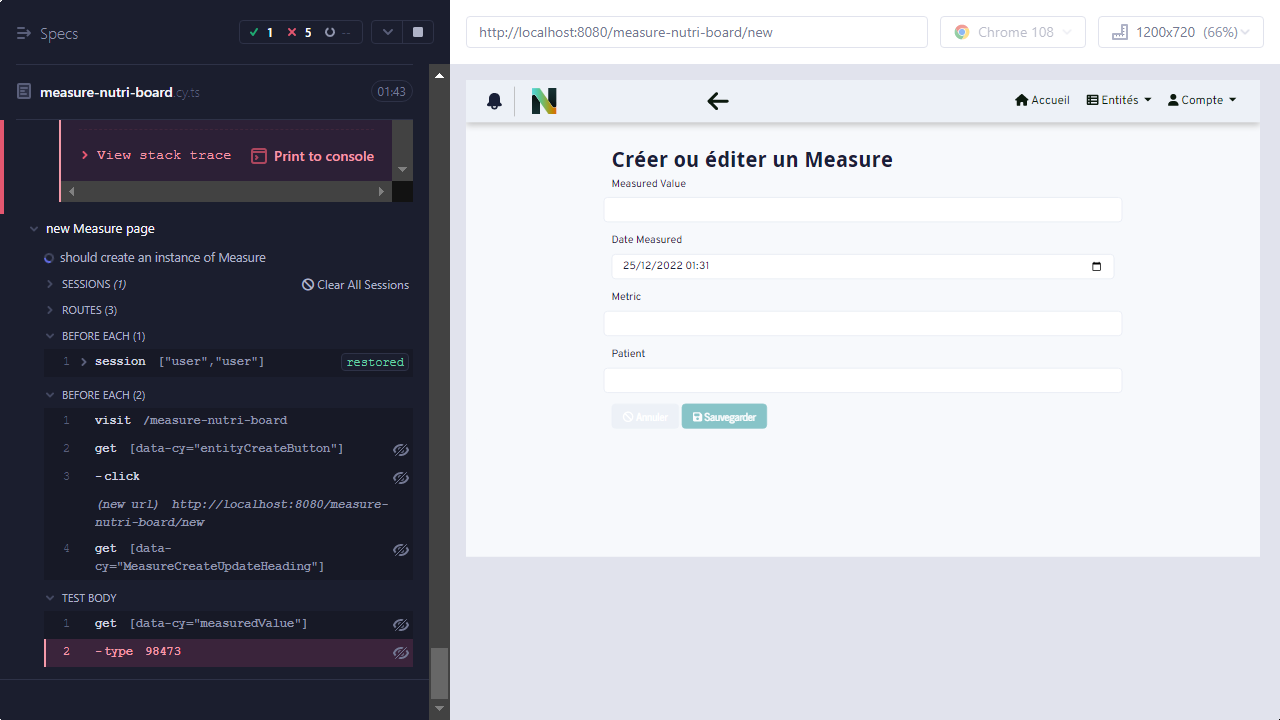 Specs
1
5
--
measure-nutri-board.cy.ts
01:43
View stack trace
Print to console
new Measure page
should create an instance of Measure
SESSIONS (1)
Clear All Sessions
ROUTES (3)
BEFORE EACH (1)
1 session ["user","user"] restored
BEFORE EACH (2)
1 visit /measure-nutri-board
2 get [data-cy="entityCreateButton"]
3 -click
(new url) http://localhost:8080/measure-
nutri-board/new
4 get [data-
cy="MeasureCreateUpdateHeading"]
TEST BODY
1 get [data-cy="measuredValue"]
2 -type 98473
http://localhost:8080/measure-nutri-board/new
Chrome 108
1200x720 (66%)
N
Accueil
Entités
Compte
Créer ou éditer un Measure
Measured Value
Date Measured
25/12/2022 01:31
Metric
Patient
Annuler
Sauvegarder